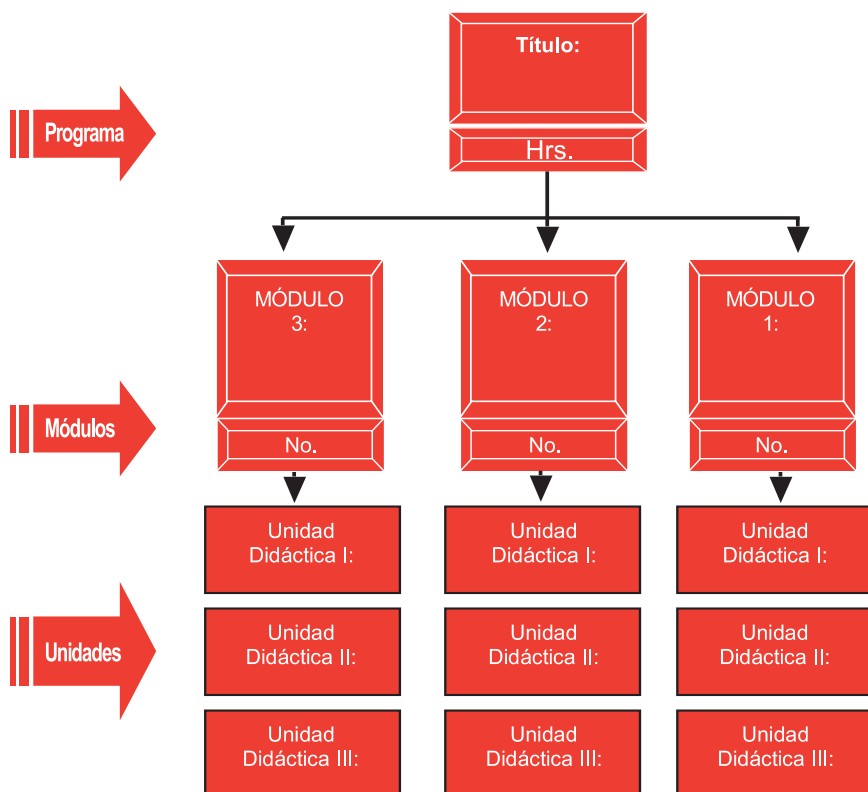 Título:
Hrs.
Programa
MÓDULO
3:
MÓDULO
2:
MÓDULO
1:
Módulos
No.
No.
No.
Unidad
Didáctica I:
Unidad
Didáctica I:
Unidad
Didáctica I:
Unidades
Unidad
Didáctica II:
Unidad
Didáctica II:
Unidad
Didáctica II:
Unidad
Didáctica III:
Unidad
Didáctica III:
Unidad
Didáctica III: